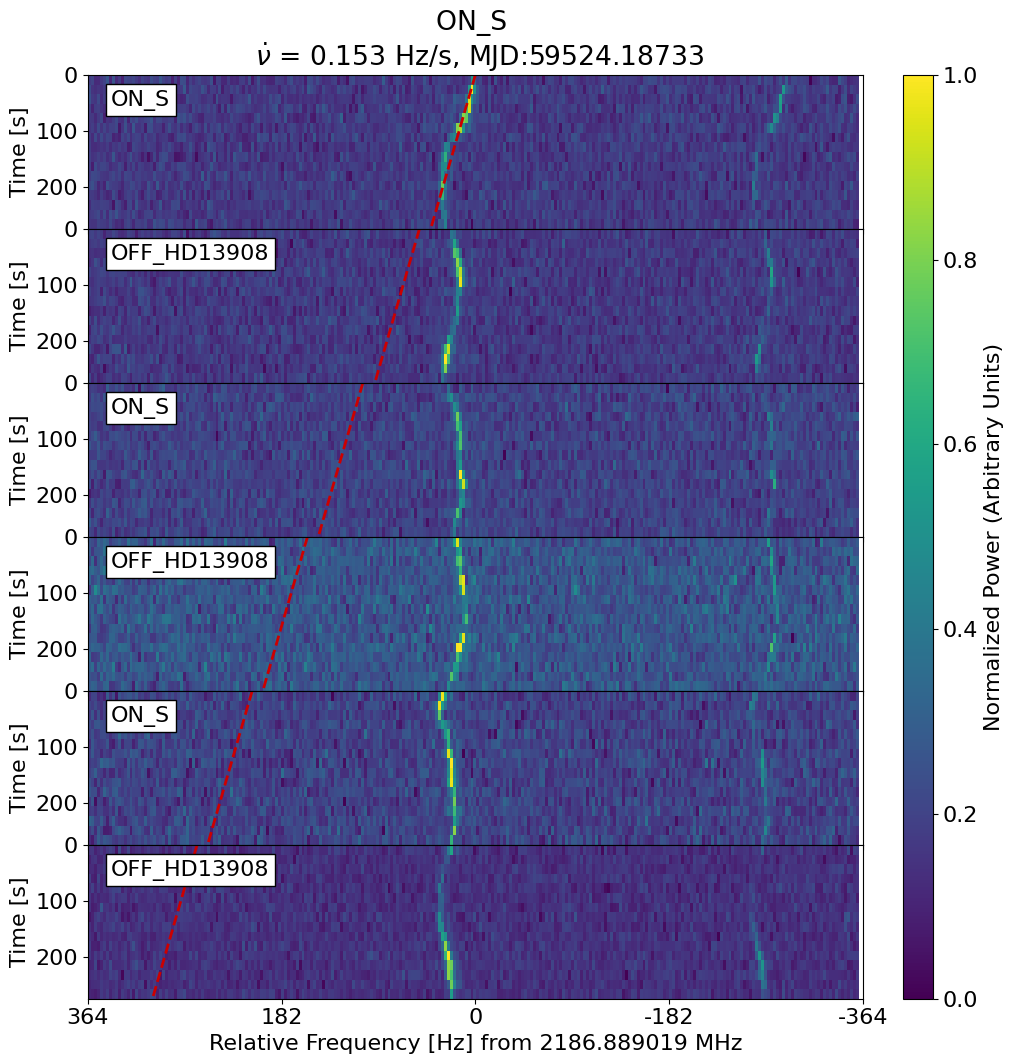 ON_S
ν̇ = 0.153 Hz/s, MJD:59524.18733
0
ON_S
100
200
Time [s]
0
OFF_HD13908
100
200
Time [s]
0
ON_S
100
200
Time [s]
0
OFF_HD13908
100
200
Time [s]
0
ON_S
100
200
Time [s]
0
OFF_HD13908
100
200
Time [s]
364 182 0 -182 -364
Relative Frequency [Hz] from 2186.889019 MHz
1.0
0.8
0.6
0.4
0.2
0.0
Normalized Power (Arbitrary Units)